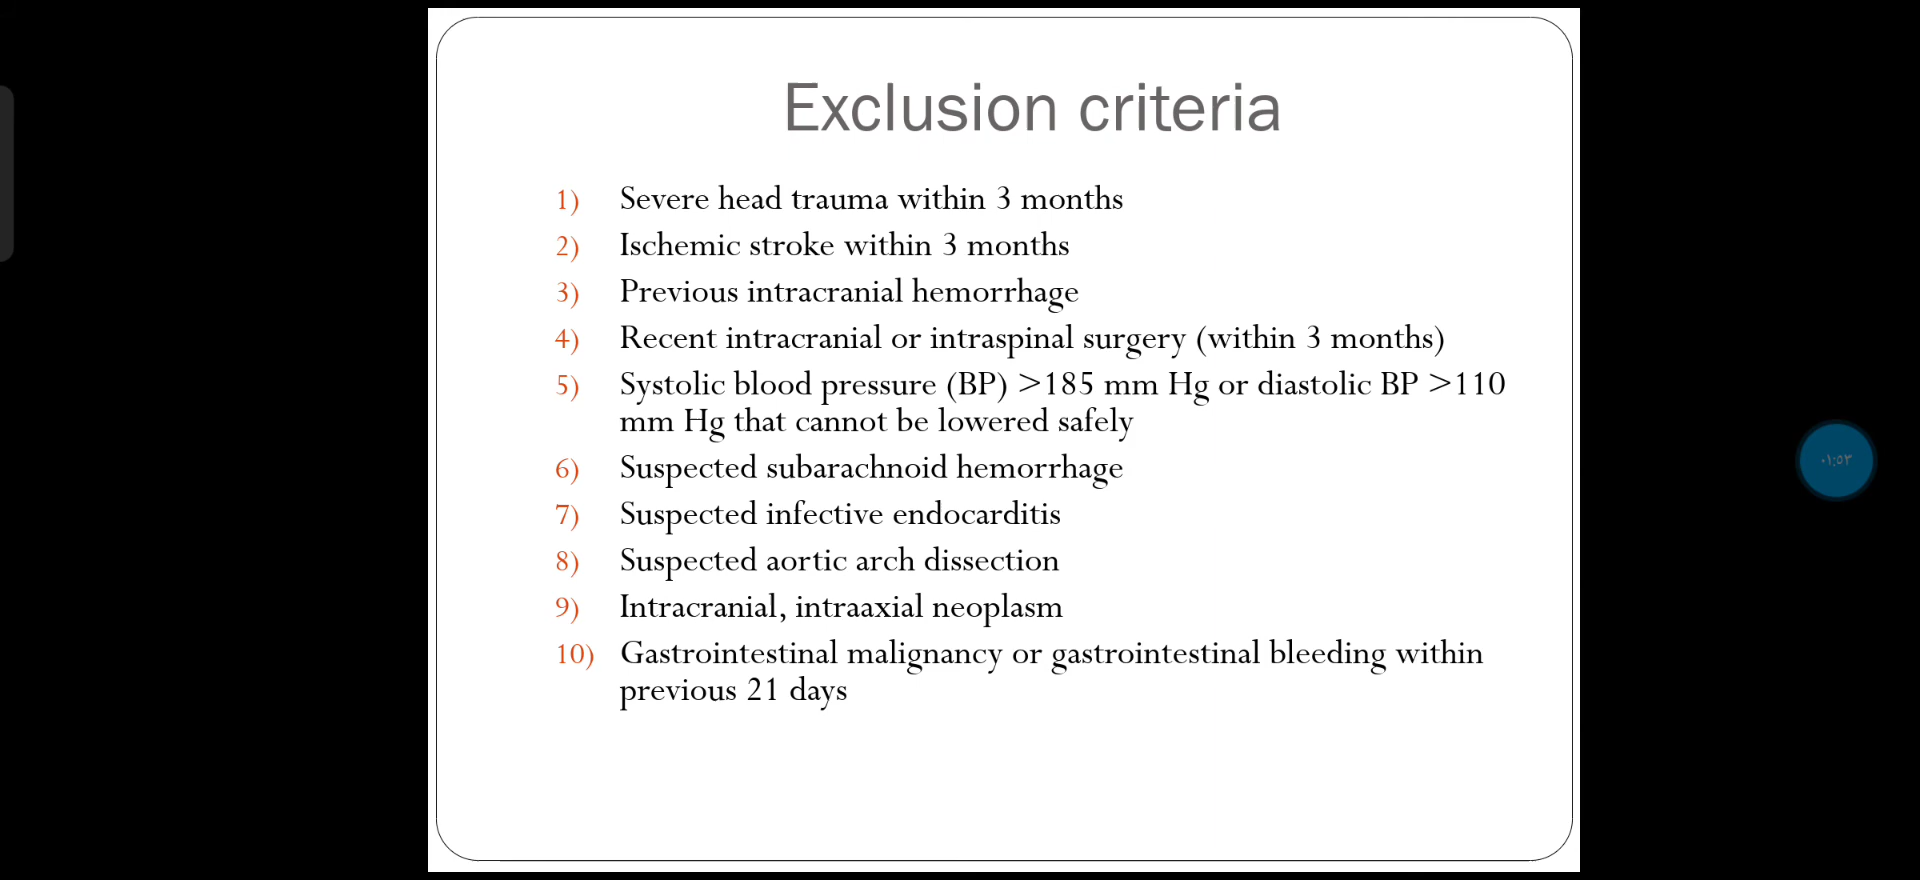 Exclusion criteria
1) Severe head trauma within 3 months
2) Ischemic stroke within 3 months
3) Previous intracranial hemorrhage
4) Recent intracranial or intraspinal surgery (within 3 months)
5) Systolic blood pressure (BP) >185 mm Hg or diastolic BP >110
mm Hg that cannot be lowered safely
6) Suspected subarachnoid hemorrhage
٠١:٥٣
7) Suspected infective endocarditis
8) Suspected aortic arch dissection
9) Intracranial, intraaxial neoplasm
10) Gastrointestinal malignancy or gastrointestinal bleeding within
previous 21 days